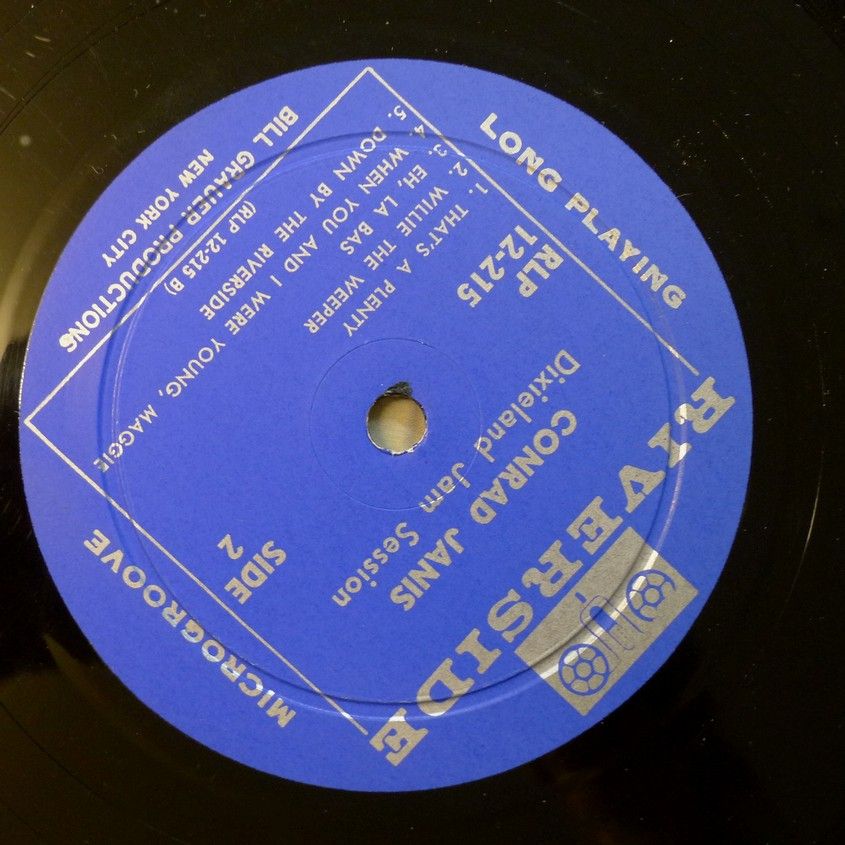 RIVERSIDE
LONG PLAYING
MICROGROOVE
CONRAD JANIS
Dixieland Jam Session
RLP
12-215
SIDE
2
1. THAT'S A PLENTY
2. WILLIE THE WEEPER
3. EH, LA BAS
4. WHEN YOU AND I WERE YOUNG, MAGGIE
5. DOWN BY THE RIVERSIDE
(RLP 12-215 B)
BILL GRAUER PRODUCTIONS
NEW YORK CITY